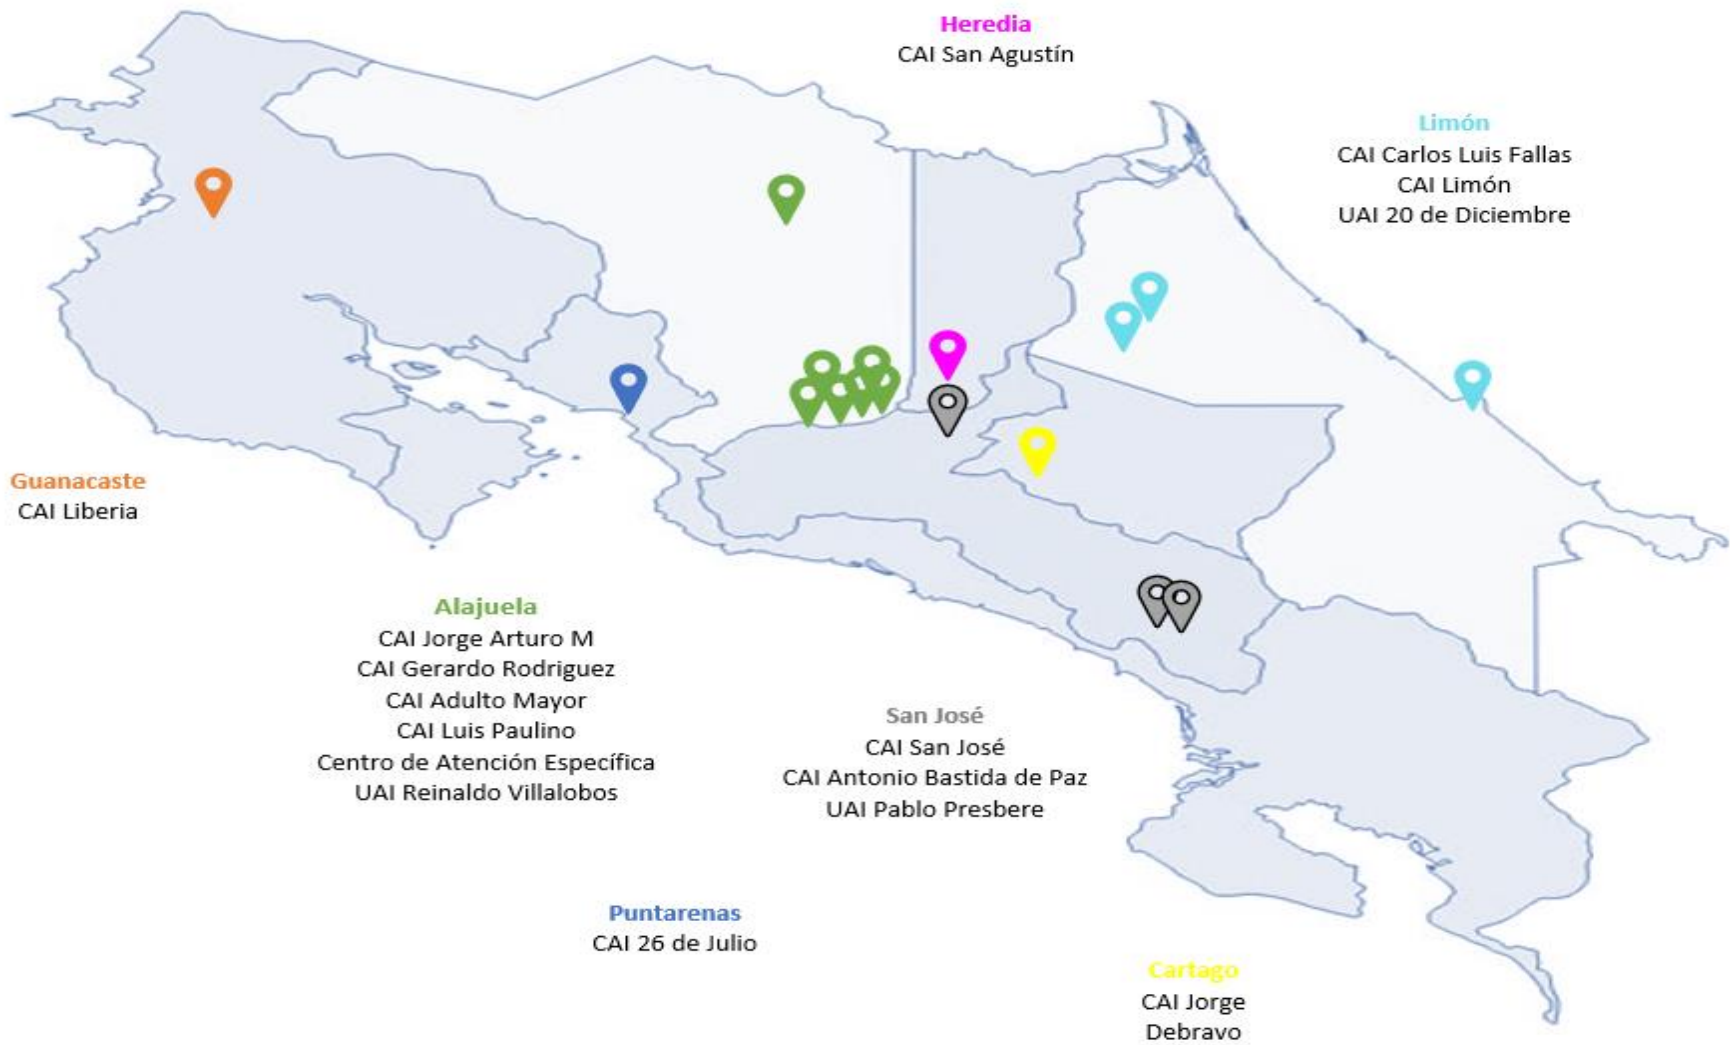 Heredia
CAI San Agustín
Limón
CAI Carlos Luis Fallas
CAI Limón
UAI 20 de Diciembre
Guanacaste
CAI Liberia
Alajuela
CAI Jorge Arturo M
CAI Gerardo Rodriguez
CAI Adulto Mayor
CAI Luis Paulino
Centro de Atención Específica
UAI Reinaldo Villalobos
San José
CAI San José
CAI Antonio Bastida de Paz
UAI Pablo Presbere
Puntarenas
CAI 26 de Julio
Cartago
CAI Jorge
Debravo